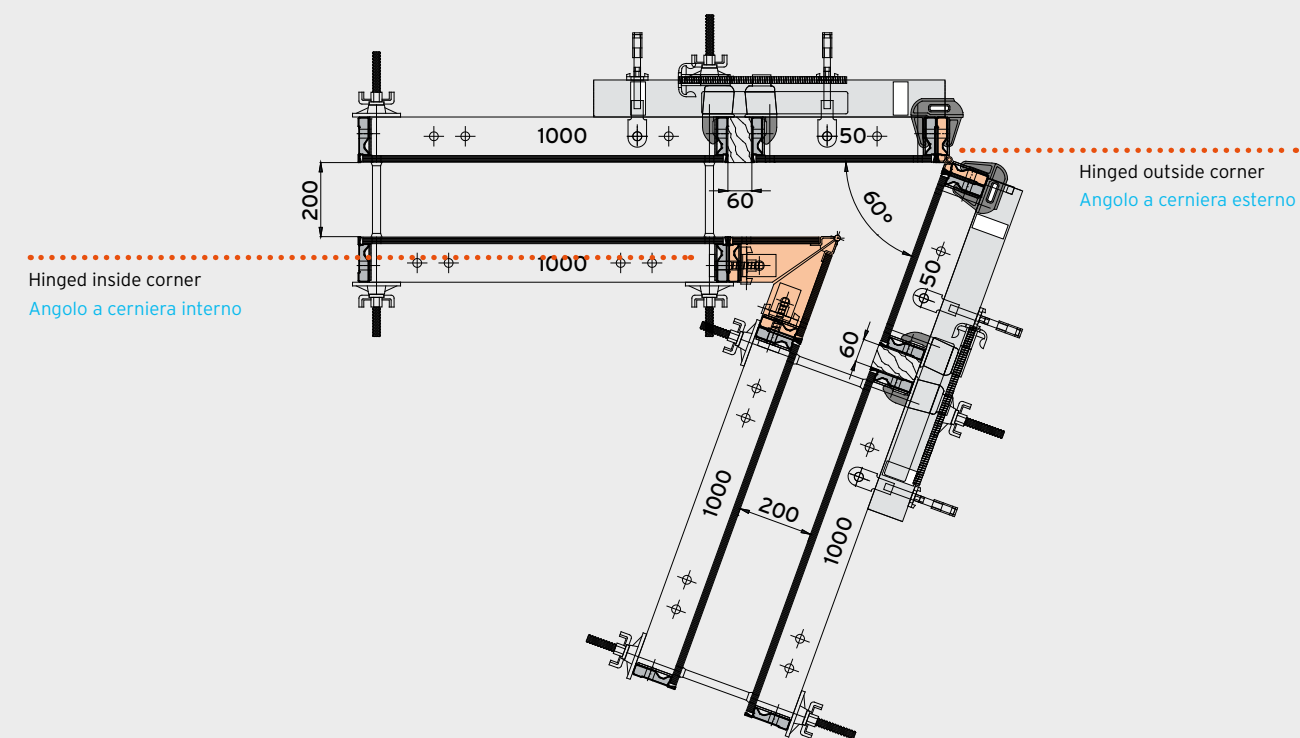 1000
50
Hinged outside corner
Angolo a cerniera esterno
200
60
60°
1000
Hinged inside corner
Angolo a cerniera interno
50
60
1000
200
1000